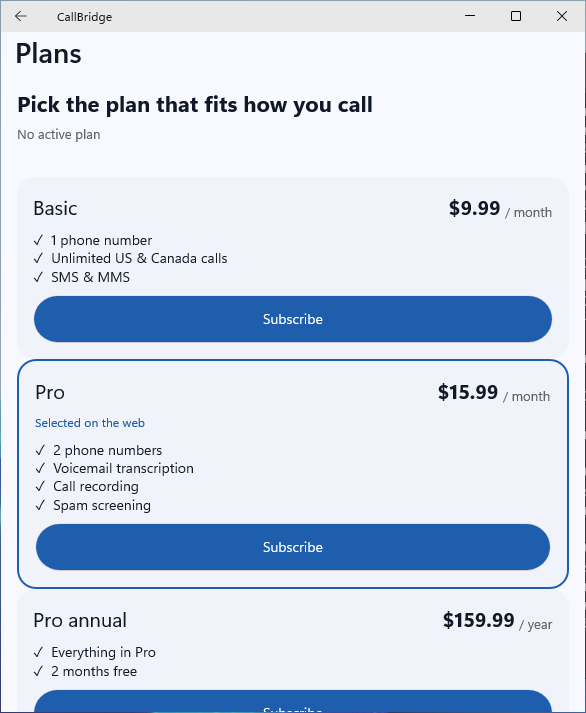 CallBridge
Plans
Pick the plan that fits how you call
No active plan
Basic
$9.99 / month
✓ 1 phone number
✓ Unlimited US & Canada calls
✓ SMS & MMS
Subscribe
Pro
$15.99 / month
Selected on the web
✓ 2 phone numbers
✓ Voicemail transcription
✓ Call recording
✓ Spam screening
Subscribe
Pro annual
$159.99 / year
✓ Everything in Pro
✓ 2 months free
Subscribe